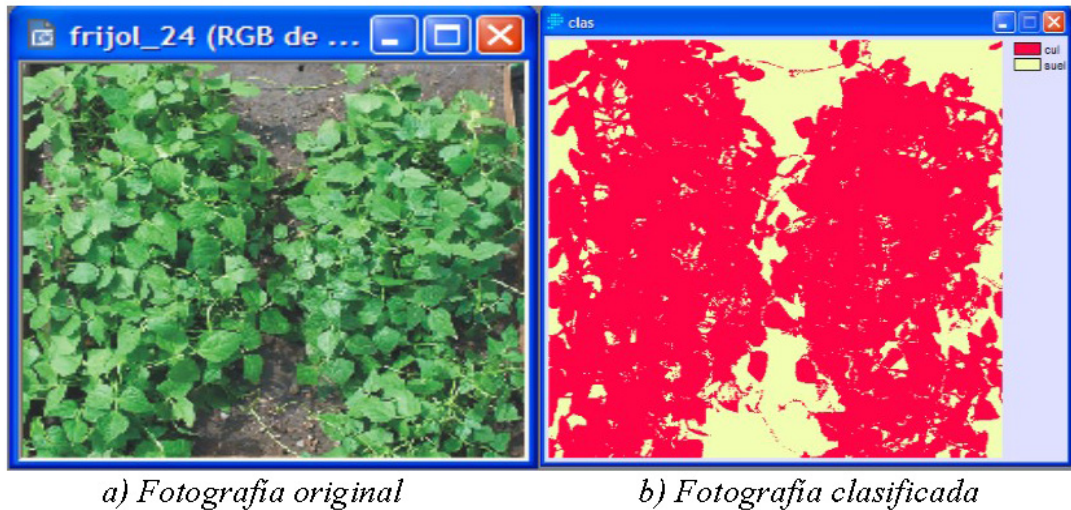 frijol_24 (RGB de ...
clas
cul
suel
a) Fotografía original
b) Fotografía clasificada